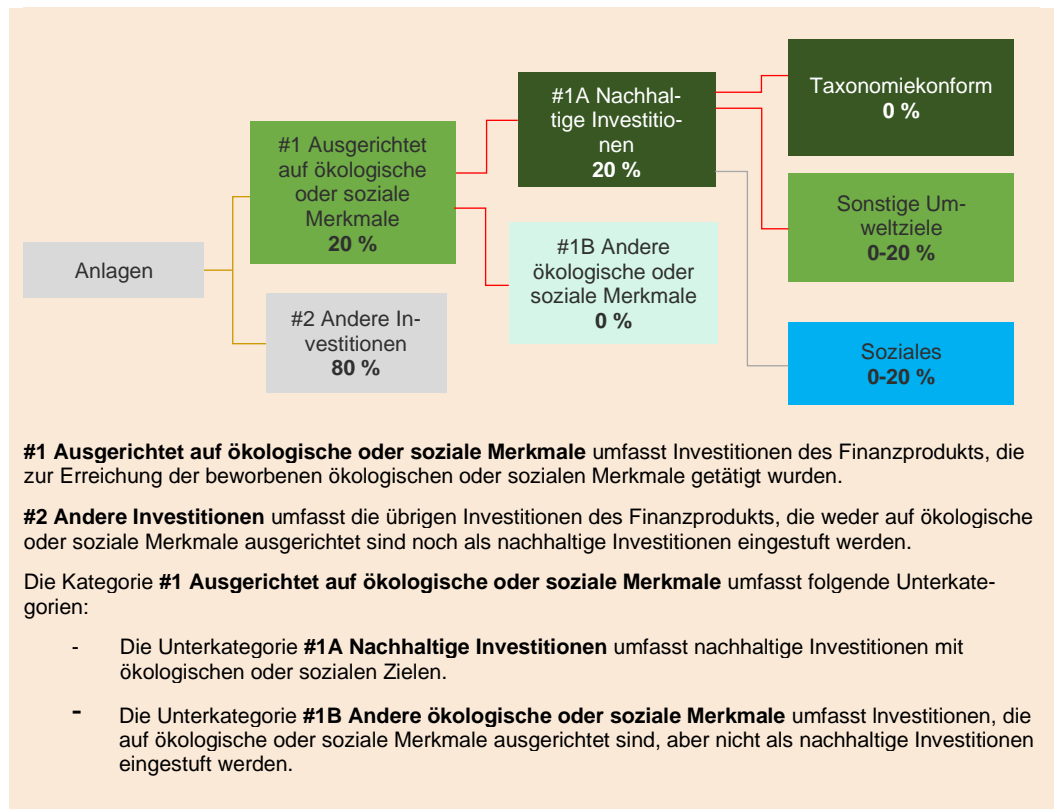 Anlagen
#1 Ausgerichtet
auf ökologische
oder soziale
Merkmale
20 %
#2 Andere In-
vestitionen
80 %
#1A Nachhal-
tige Investitio-
nen
20 %
#1B Andere
ökologische oder
soziale Merkmale
0 %
Taxonomiekonform
0 %
Sonstige Um-
weltziele
0-20 %
Soziales
0-20 %
#1 Ausgerichtet auf ökologische oder soziale Merkmale umfasst Investitionen des Finanzprodukts, die
zur Erreichung der beworbenen ökologischen oder sozialen Merkmale getätigt wurden.
#2 Andere Investitionen umfasst die übrigen Investitionen des Finanzprodukts, die weder auf ökologische
oder soziale Merkmale ausgerichtet sind noch als nachhaltige Investitionen eingestuft werden.
Die Kategorie #1 Ausgerichtet auf ökologische oder soziale Merkmale umfasst folgende Unterkate-
gorien:
- Die Unterkategorie #1A Nachhaltige Investitionen umfasst nachhaltige Investitionen mit
ökologischen oder sozialen Zielen.
- Die Unterkategorie #1B Andere ökologische oder soziale Merkmale umfasst Investitionen, die
auf ökologische oder soziale Merkmale ausgerichtet sind, aber nicht als nachhaltige Investitionen
eingestuft werden.